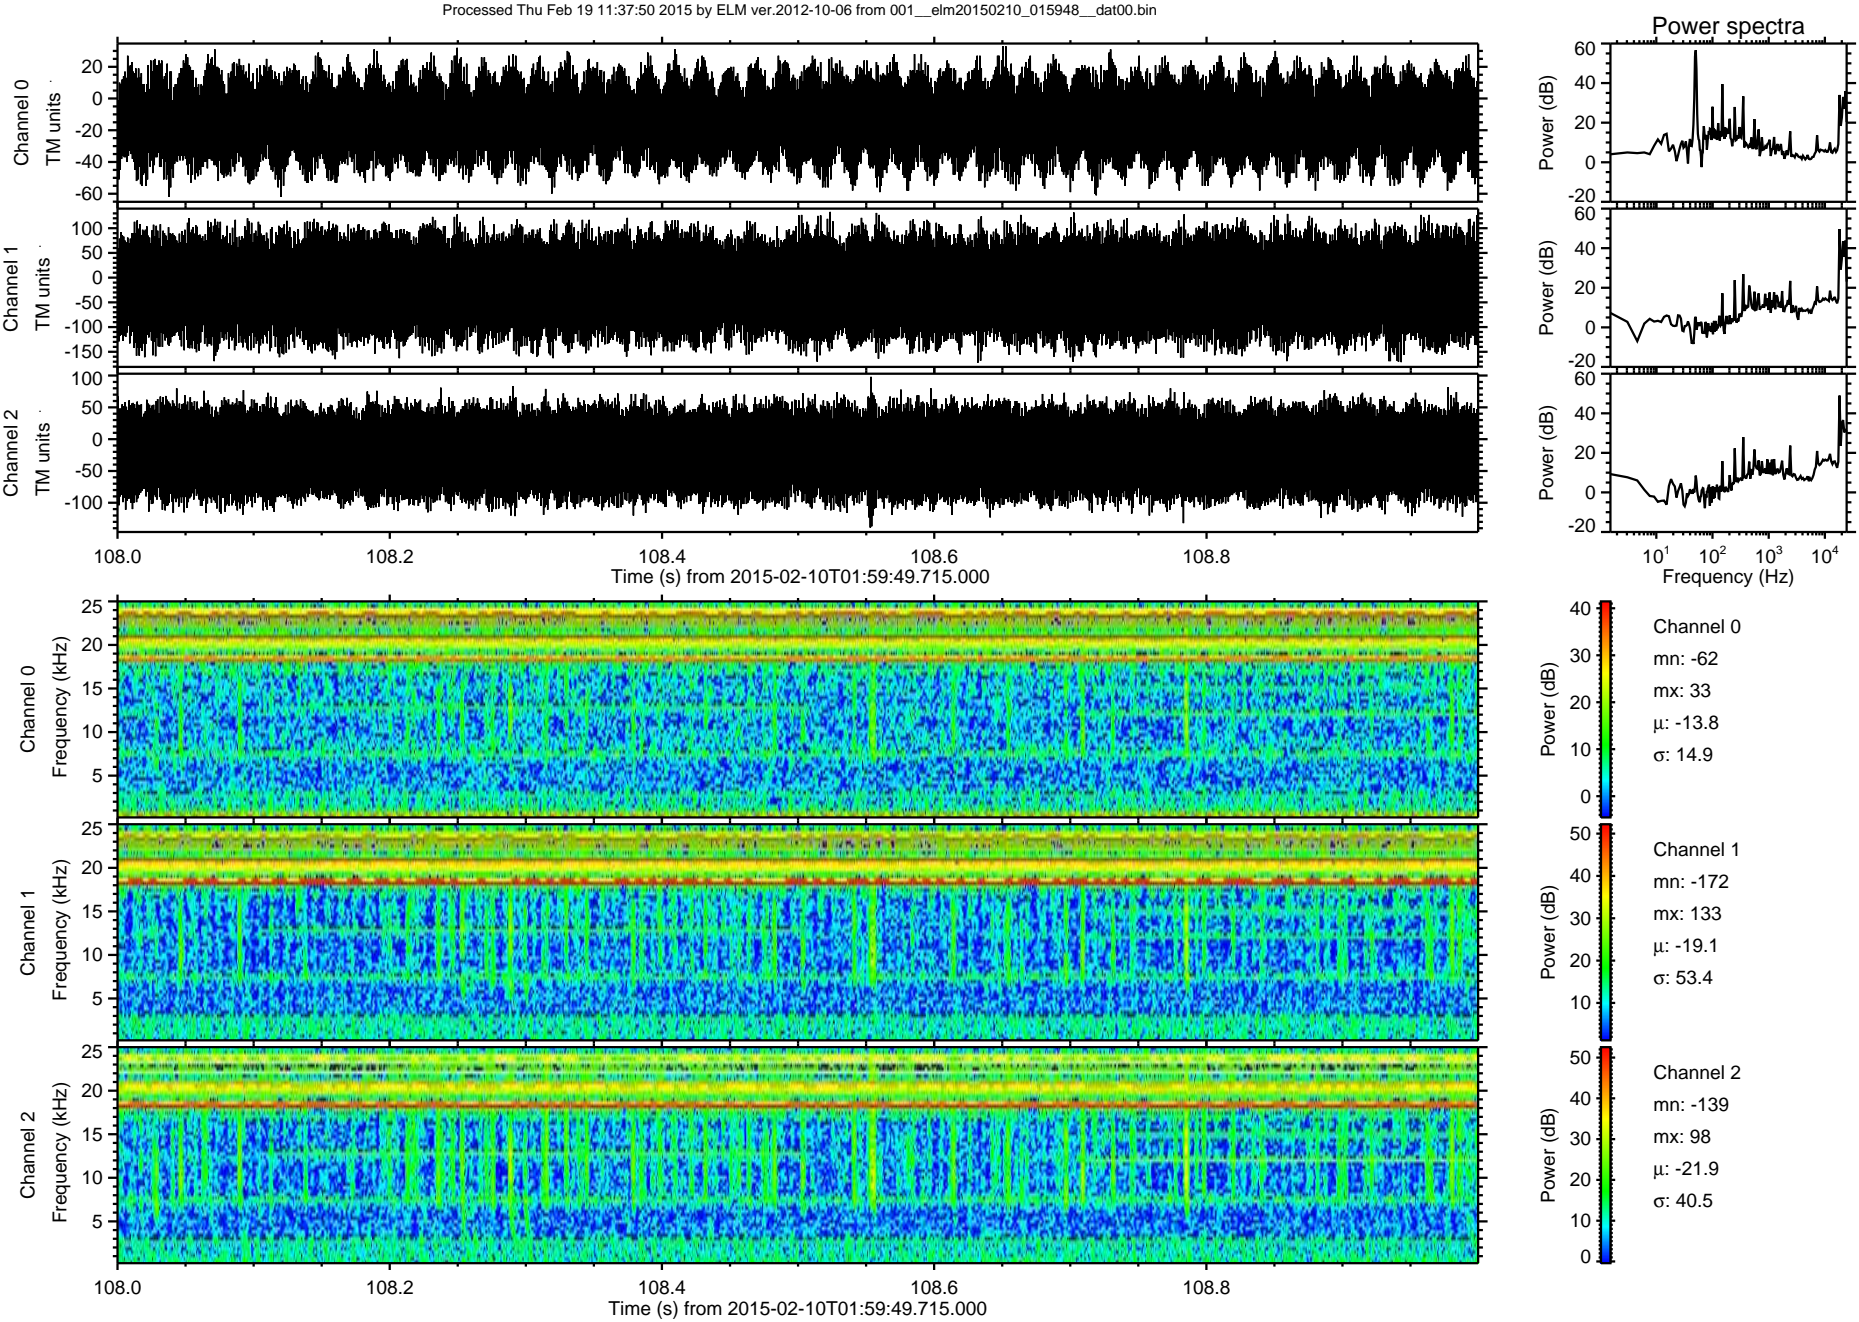 Processed Thu Feb 19 11:37:50 2015 by ELM ver.2012-10-06 from 001__elm20150210_015948__dat00.bin
Power spectra
Channel 0
TM units
20
0
-20
-40
-60
Power (dB)
60
40
20
0
-20
Channel 1
TM units
100
50
0
-50
-100
-150
Power (dB)
60
40
20
0
-20
Channel 2
TM units
100
50
0
-50
-100
Power (dB)
60
40
20
0
-20
108.0 108.2 108.4 108.6 108.8
Time (s) from 2015-02-10T01:59:49.715.000
10¹ 10² 10³ 10⁴
Frequency (Hz)
Channel 0
Frequency (kHz)
25
20
15
10
5
Power (dB)
40
30
20
10
0
Channel 0
mn: -62
mx: 33
µ: -13.8
σ: 14.9
Channel 1
Frequency (kHz)
25
20
15
10
5
Power (dB)
50
40
30
20
10
Channel 1
mn: -172
mx: 133
µ: -19.1
σ: 53.4
Channel 2
Frequency (kHz)
25
20
15
10
5
Power (dB)
50
40
30
20
10
0
Channel 2
mn: -139
mx: 98
µ: -21.9
σ: 40.5
108.0 108.2 108.4 108.6 108.8
Time (s) from 2015-02-10T01:59:49.715.000